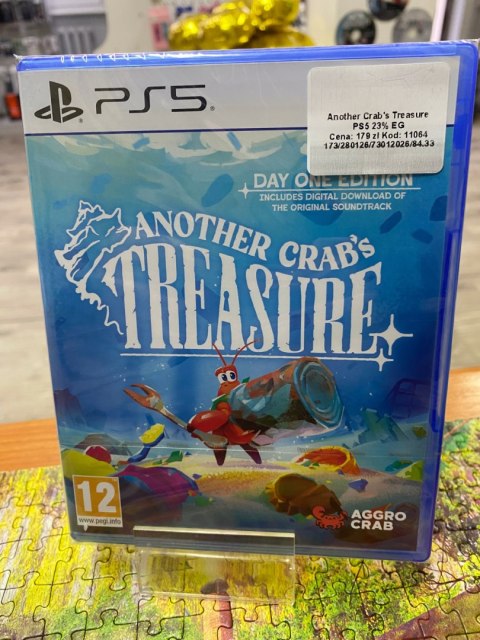 PS5
Another Crab's Treasure
PS5 23% EG
Cena: 179 zł Kod: 11064
173/280126/73012026/84.33
DAY ONE EDITION
INCLUDES DIGITAL DOWNLOAD OF
THE ORIGINAL SOUNDTRACK
ANOTHER CRAB'S
TREASURE
12
www.pegi.info
AGGRO
CRAB